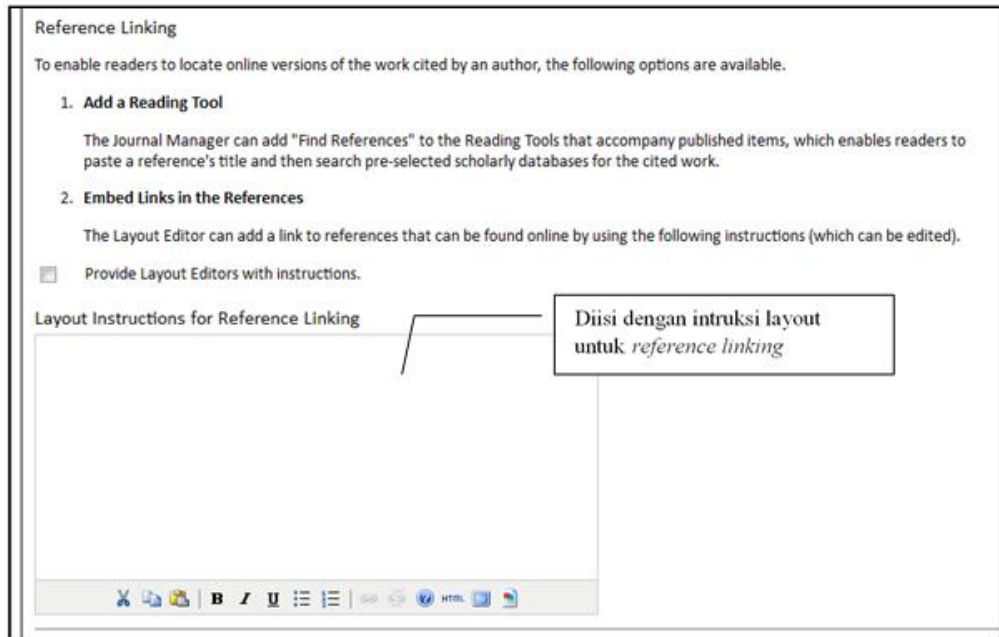 Reference Linking
To enable readers to locate online versions of the work cited by an author, the following options are available.
1. Add a Reading Tool
The Journal Manager can add "Find References" to the Reading Tools that accompany published items, which enables readers to
paste a reference's title and then search pre-selected scholarly databases for the cited work.
2. Embed Links in the References
The Layout Editor can add a link to references that can be found online by using the following instructions (which can be edited).
Provide Layout Editors with instructions.
Layout Instructions for Reference Linking
Diisi dengan intruksi layout
untuk reference linking
B I U HTML